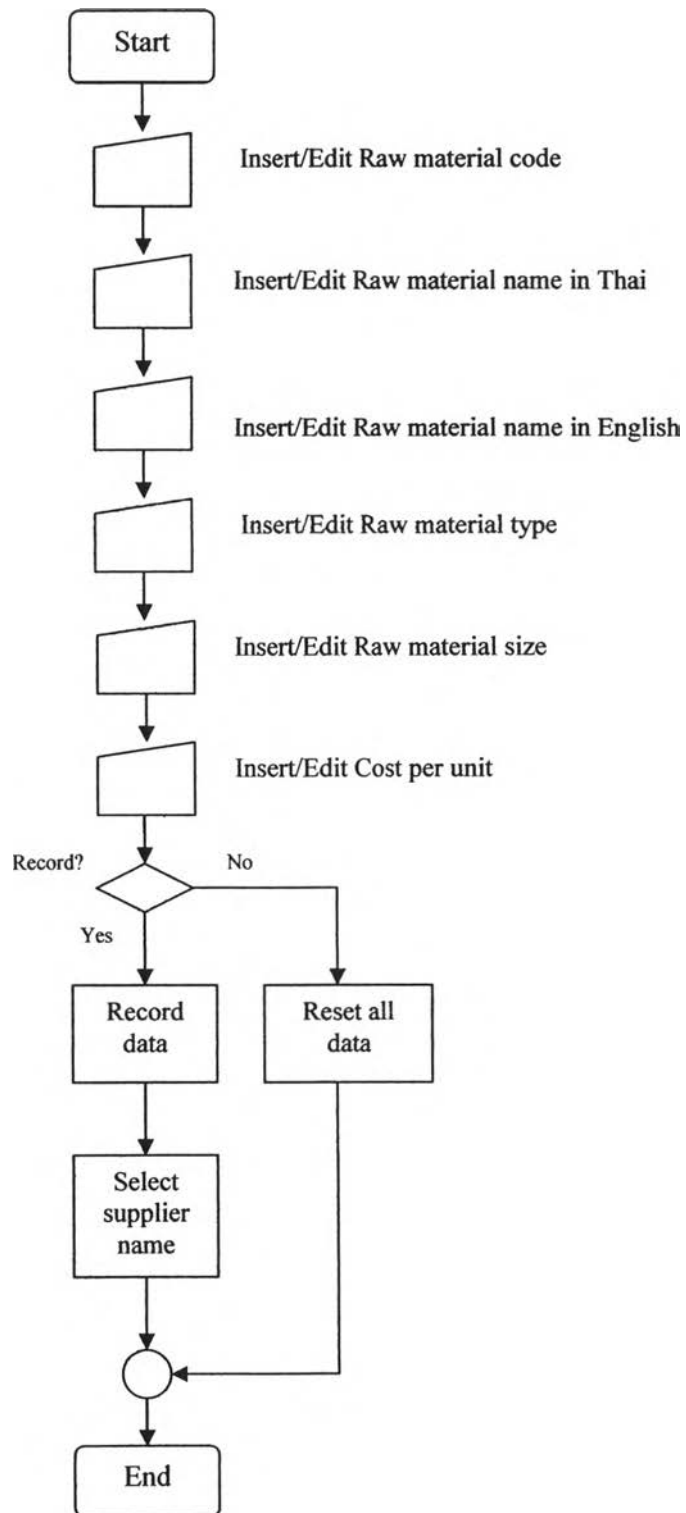 Start
Insert/Edit Raw material code
Insert/Edit Raw material name in Thai
Insert/Edit Raw material name in English
Insert/Edit Raw material type
Insert/Edit Raw material size
Insert/Edit Cost per unit
Record?
No
Yes
Record
data
Reset all
data
Select
supplier
name
End